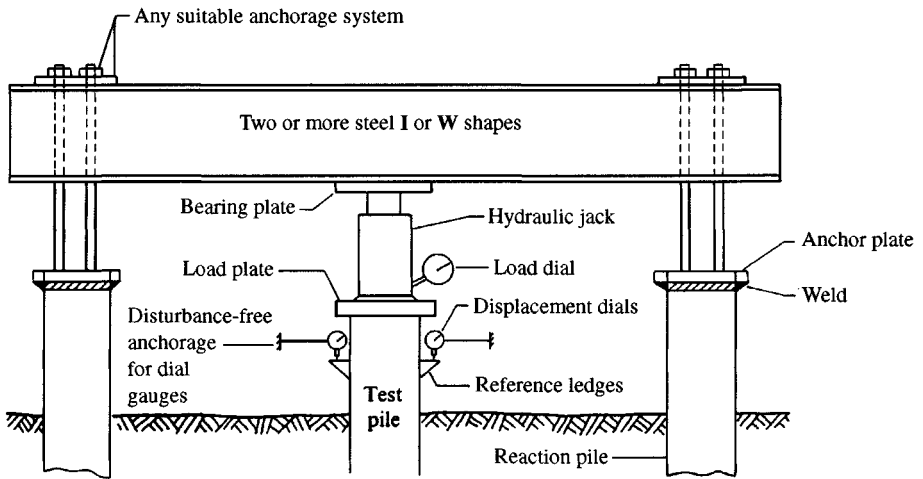 Any suitable anchorage system
Two or more steel I or W shapes
Bearing plate
Hydraulic jack
Anchor plate
Load plate
Load dial
Weld
Displacement dials
Disturbance-free
anchorage
for dial
gauges
Reference ledges
Test
pile
Reaction pile